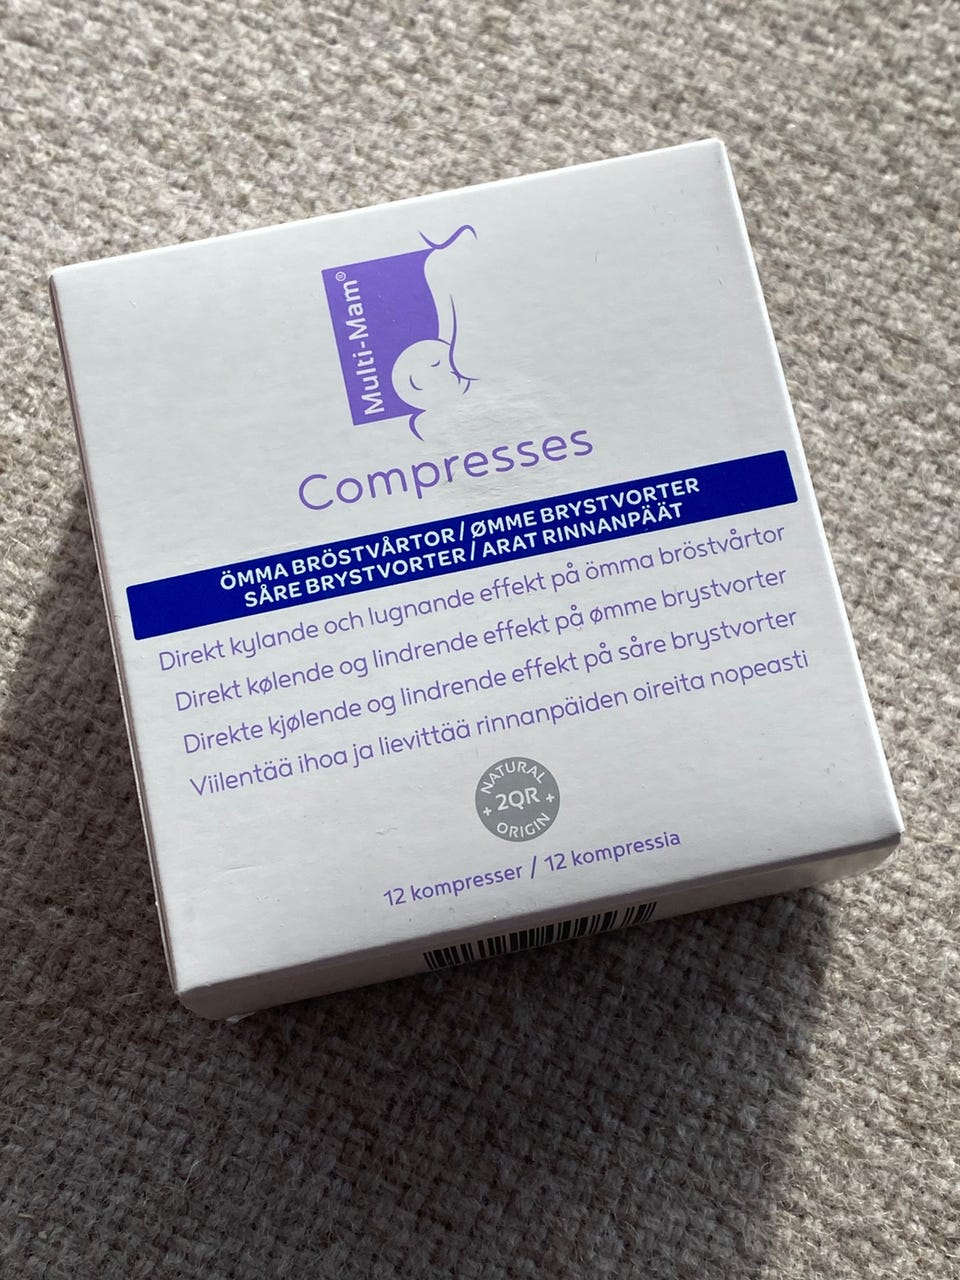 Multi-Mam®
Compresses
ÖMMA BRÖSTVÅRTOR / ØMME BRYSTVORTER
SÅRE BRYSTVORTER / ARAT RINNANPÄÄT
Direkt kylande och lugnande effekt på ömma bröstvårtor
Direkt kølende og lindrende effekt på ømme brystvorter
Direkte kjølende og lindrende effekt på såre brystvorter
Viilentää ihoa ja lievittää rinnanpäiden oireita nopeasti
NATURAL
+ 2QR +
ORIGIN
12 kompresser / 12 kompressia